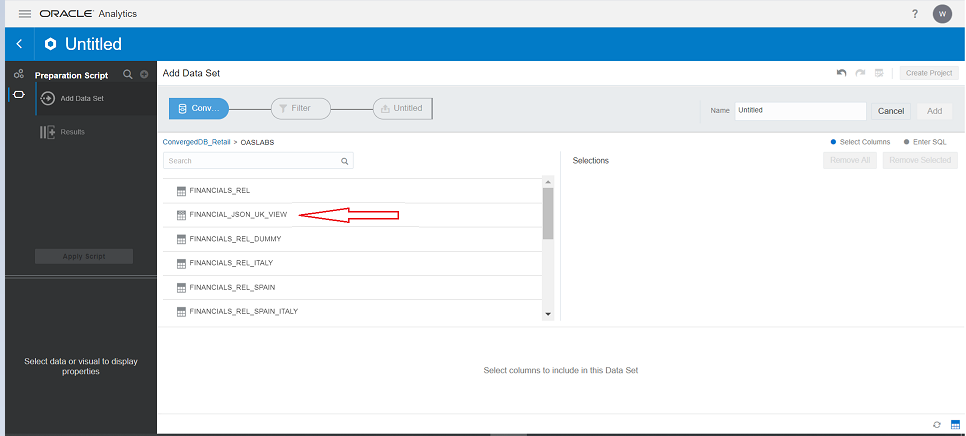 ORACLE Analytics
? W
Untitled
Preparation Script
Add Data Set
Results
Apply Script
Select data or visual to display
properties
Add Data Set
Create Project
Conv...
Filter
Untitled
Name Untitled Cancel Add
ConvergedDB_Retail > OASLABS
Select Columns Enter SQL
Search
Selections
Remove All Remove Selected
FINANCIALS_REL
FINANCIAL_JSON_UK_VIEW
FINANCIALS_REL_DUMMY
FINANCIALS_REL_ITALY
FINANCIALS_REL_SPAIN
FINANCIALS_REL_SPAIN_ITALY
Select columns to include in this Data Set